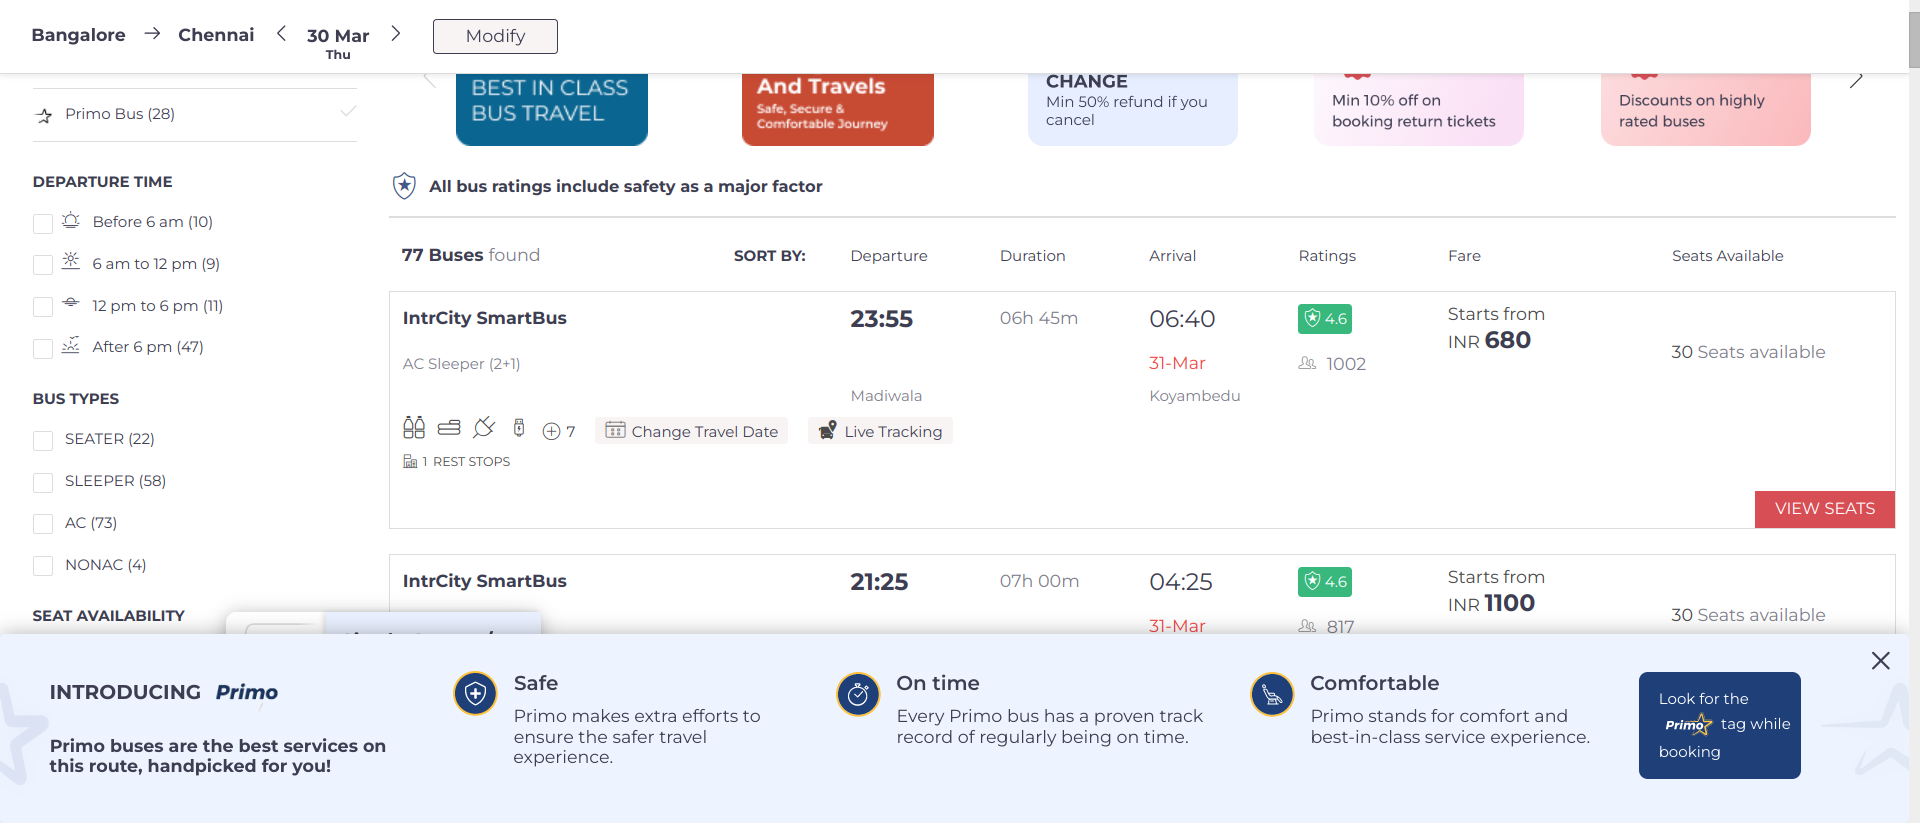 Bangalore → Chennai < 30 Mar > Modify
Thu
BEST IN CLASS
BUS TRAVEL
And Travels
Safe, Secure &
Comfortable Journey
CHANGE
Min 50% refund if you
cancel
Min 10% off on
booking return tickets
Discounts on highly
rated buses
Primo Bus (28)
DEPARTURE TIME
Before 6 am (10)
6 am to 12 pm (9)
12 pm to 6 pm (11)
After 6 pm (47)
BUS TYPES
SEATER (22)
SLEEPER (58)
AC (73)
NONAC (4)
SEAT AVAILABILITY
All bus ratings include safety as a major factor
77 Buses found SORT BY: Departure Duration Arrival Ratings Fare Seats Available
IntrCity SmartBus 23:55 06h 45m 06:40 4.6 Starts from
INR 680
30 Seats available
AC Sleeper (2+1) 31-Mar 1002
Madiwala Koyambedu
7 Change Travel Date Live Tracking
1 REST STOPS
VIEW SEATS
IntrCity SmartBus 21:25 07h 00m 04:25 4.6 Starts from
INR 1100
30 Seats available
31-Mar 817
INTRODUCING Primo
Primo buses are the best services on
this route, handpicked for you!
Safe
Primo makes extra efforts to
ensure the safer travel
experience.
On time
Every Primo bus has a proven track
record of regularly being on time.
Comfortable
Primo stands for comfort and
best-in-class service experience.
Look for the
Primo tag while
booking